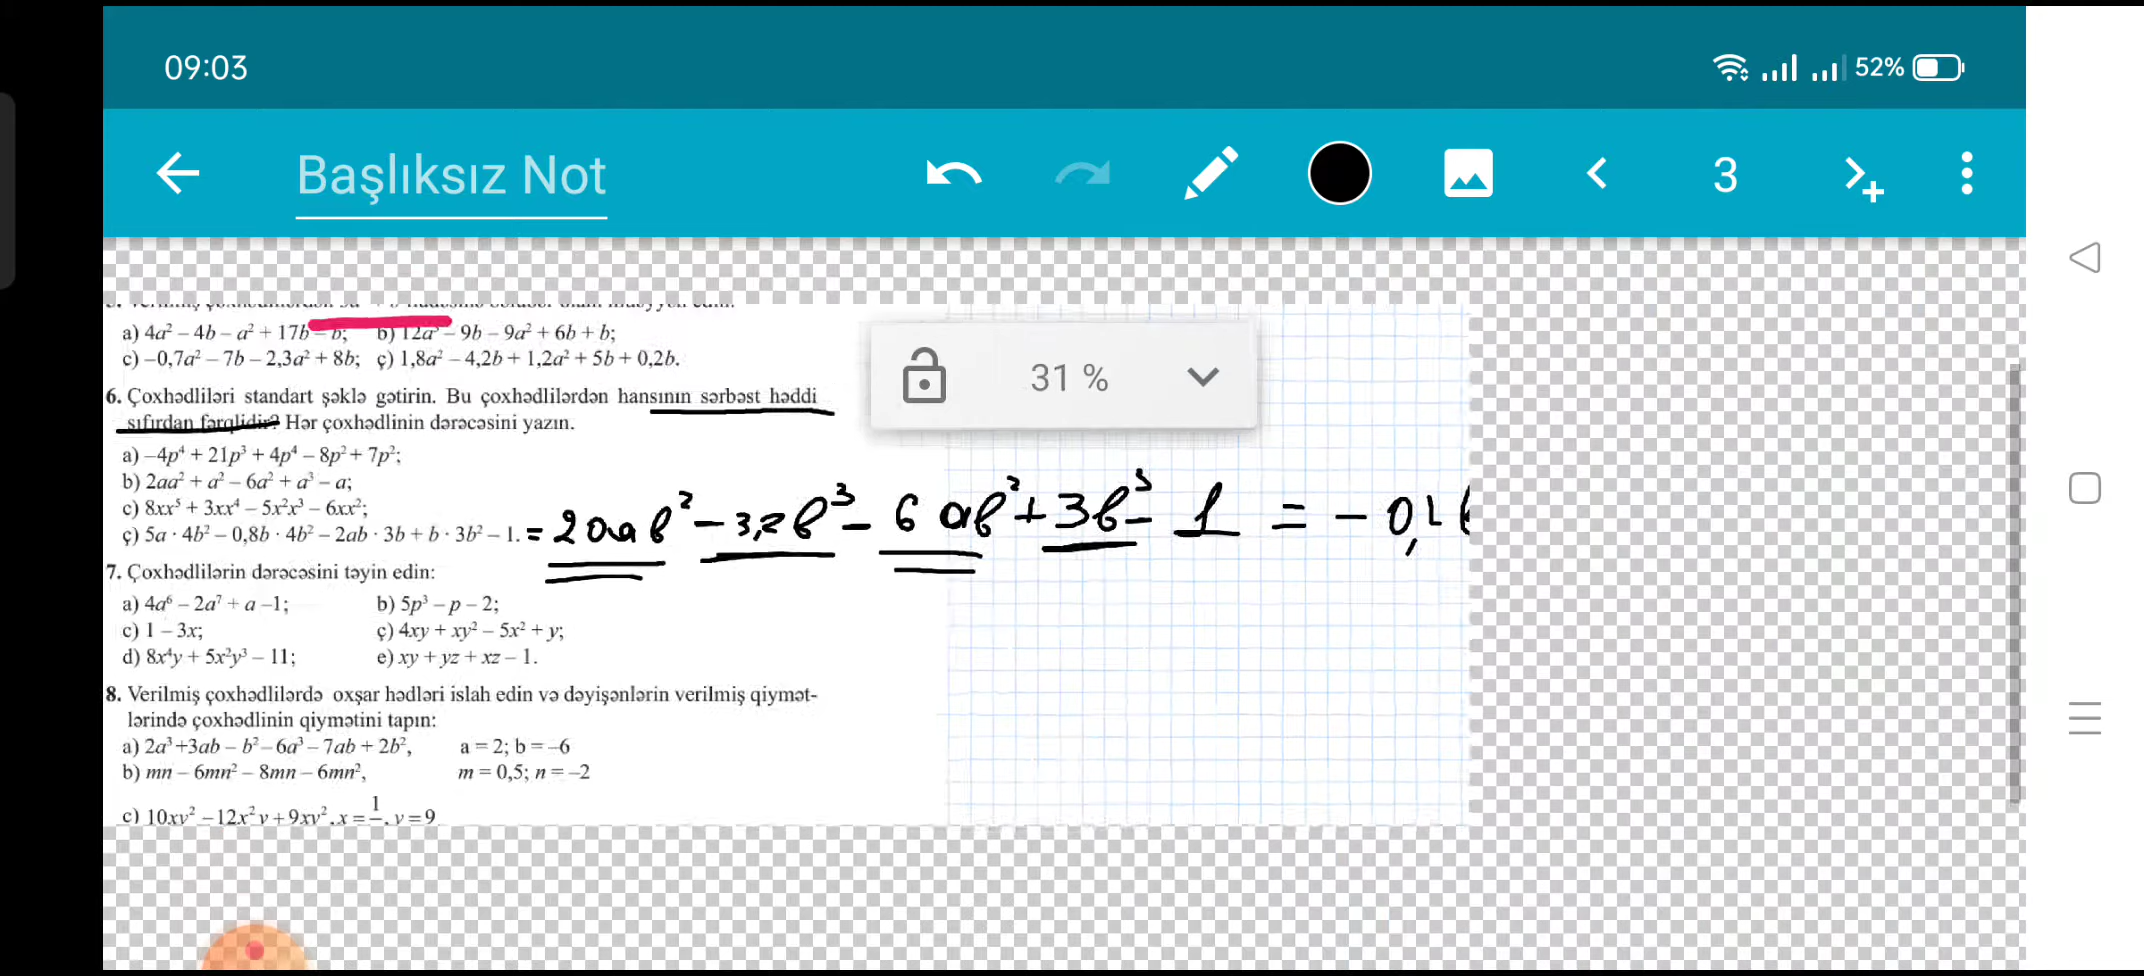 09:03
52%
Başlıksız Not
3
31 %
a) 4a² – 4b – a² + 17b – b; b) 12a² – 9b – 9a² + 6b + b;
c) –0,7a² – 7b – 2,3a² + 8b; ç) 1,8a² – 4,2b + 1,2a² + 5b + 0,2b.
6. Çoxhədliləri standart şəklə gətirin. Bu çoxhədlilərdən hansının sərbəst həddi
sıfırdan fərqlidir? Hər çoxhədlinin dərəcəsini yazın.
a) –4p⁴ + 21p³ + 4p⁴ – 8p² + 7p²;
b) 2aa² + a² – 6a² + a³ – a;
c) 8xx⁵ + 3xx⁴ – 5x²x³ – 6xx²;
ç) 5a · 4b² – 0,8b · 4b² – 2ab · 3b + b · 3b² – 1. = 20ab² – 3,2b³ – 6ab² + 3b³ – 1 = – 0,2
7. Çoxhədlilərin dərəcəsini təyin edin:
a) 4a⁶ – 2a⁷ + a –1; b) 5p³ – p – 2;
c) 1 – 3x; ç) 4xy + xy² – 5x² + y;
d) 8x⁴y + 5x²y³ – 11; e) xy + yz + xz – 1.
8. Verilmiş çoxhədlilərdə oxşar hədləri islah edin və dəyişənlərin verilmiş qiymət-
lərində çoxhədlinin qiymətini tapın:
a) 2a³+3ab – b² – 6a³ – 7ab + 2b², a = 2; b = –6
b) mn – 6mn² – 8mn – 6mn², m = 0,5; n = –2
c) 10xy² – 12x²y + 9xy², x = 1 , y = 9